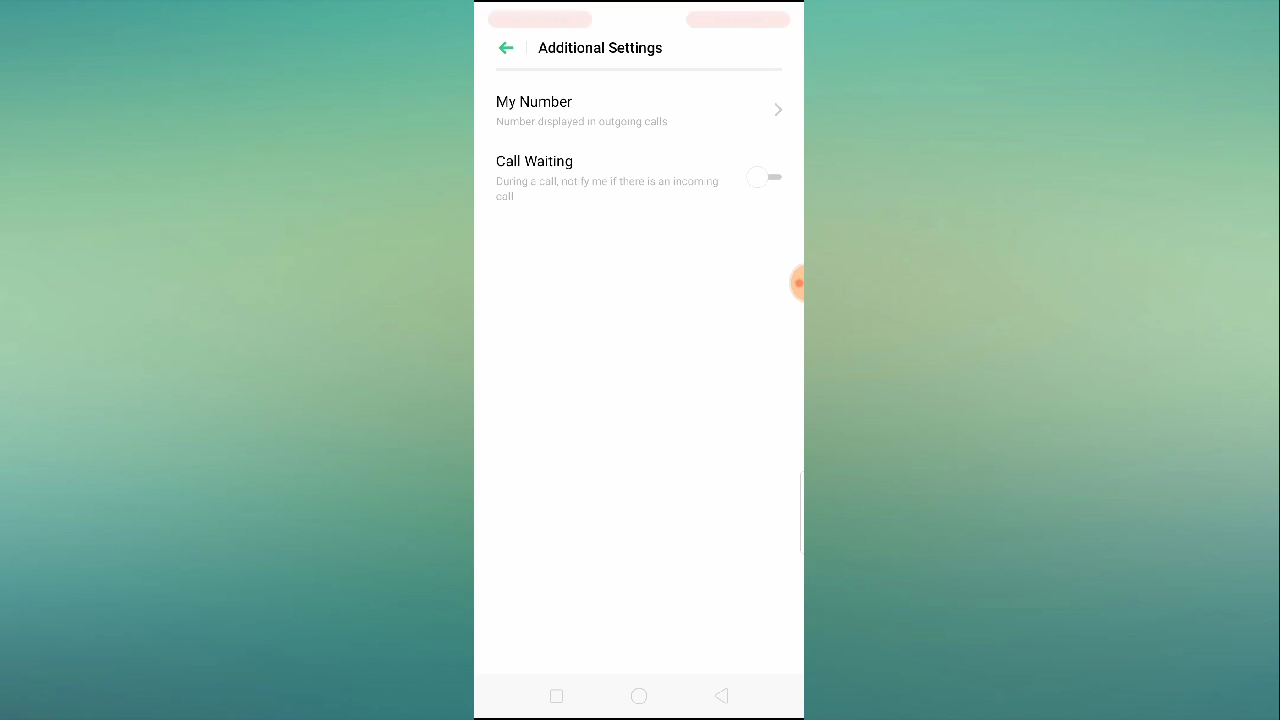 Additional Settings
My Number
Number displayed in outgoing calls
Call Waiting
During a call, notify me if there is an incoming
call